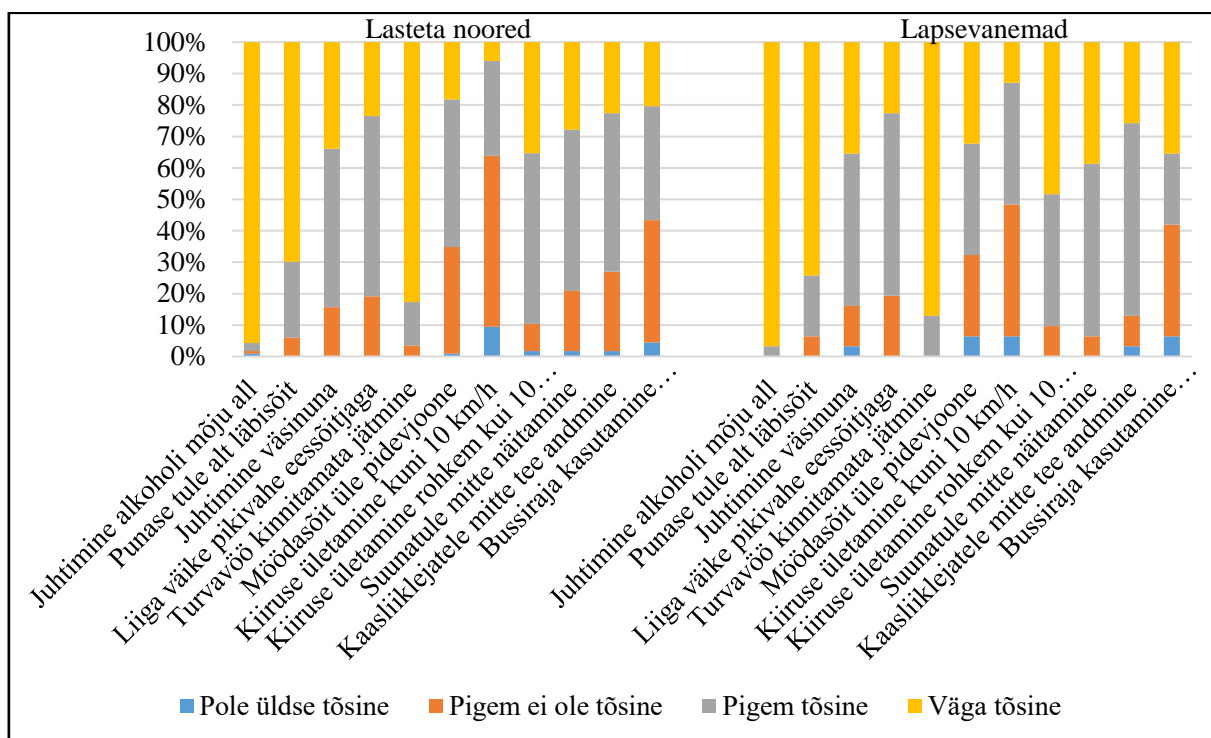 Lasteta noored
Lapsevanemad
100%
90%
80%
70%
60%
50%
40%
30%
20%
10%
0%
Juhtimine alkoholi mõju all
Punase tule alt läbisõit
Juhtimine väsinuna
Liiga väike pikivahe eessõitjaga
Turvavöö kinnitamata jätmine
Möödasõit üle pidevjoone
Kiiruse ületamine kuni 10 km/h
Kiiruse ületamine rohkem kui 10…
Suunatule mitte näitamine
Kaasliiklejatele mitte tee andmine
Bussiraja kasutamine…
Juhtimine alkoholi mõju all
Punase tule alt läbisõit
Juhtimine väsinuna
Liiga väike pikivahe eessõitjaga
Turvavöö kinnitamata jätmine
Möödasõit üle pidevjoone
Kiiruse ületamine kuni 10 km/h
Kiiruse ületamine rohkem kui 10…
Suunatule mitte näitamine
Kaasliiklejatele mitte tee andmine
Bussiraja kasutamine…
Pole üldse tõsine
Pigem ei ole tõsine
Pigem tõsine
Väga tõsine